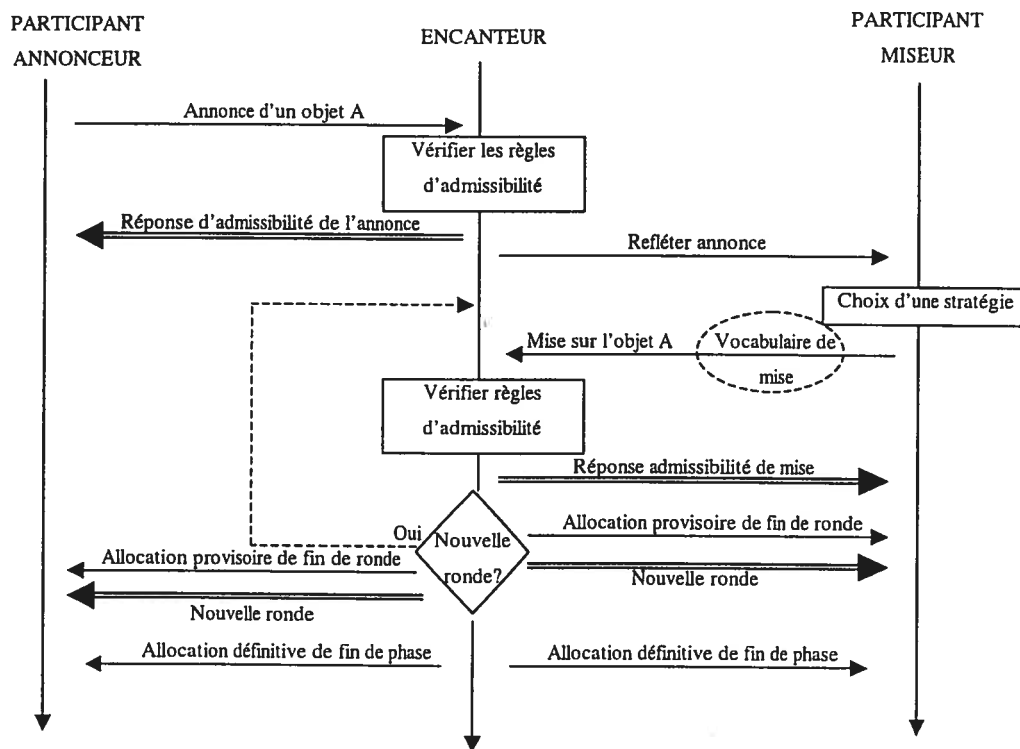 PARTICIPANT
ANNONCEUR
ENCANTEUR
PARTICIPANT
MISEUR
Annonce d'un objet A
Vérifier les règles
d'admissibilité
Réponse d'admissibilité de l'annonce
Refléter annonce
Choix d'une stratégie
Mise sur l'objet A
Vocabulaire de
mise
Vérifier règles
d'admissibilité
Réponse admissibilité de mise
Oui
Nouvelle
ronde?
Allocation provisoire de fin de ronde
Nouvelle ronde
Allocation provisoire de fin de ronde
Nouvelle ronde
Allocation définitive de fin de phase
Allocation définitive de fin de phase